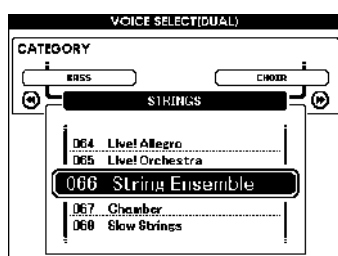 VOICE SELECT(DUAL)
CATEGORY
BASS
CHOIR
STRINGS
064 Live! Allegro
065 Live! Orchestra
066 String Ensemble
067 Chamber
068 Slow Strings